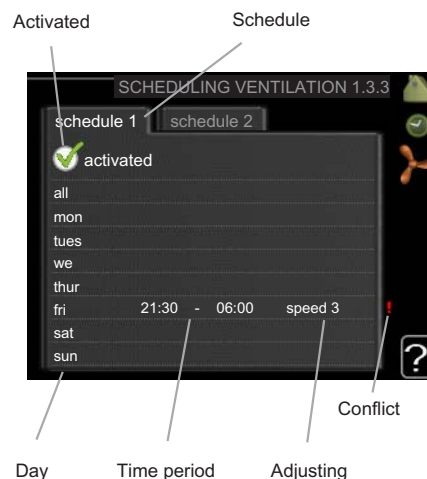 Activated
Schedule
SCHEDULING VENTILATION 1.3.3
schedule 1
schedule 2
activated
all
mon
tues
we
thur
fri 21:30 - 06:00 speed 3 !
sat
sun
?
Conflict
Day
Time period
Adjusting